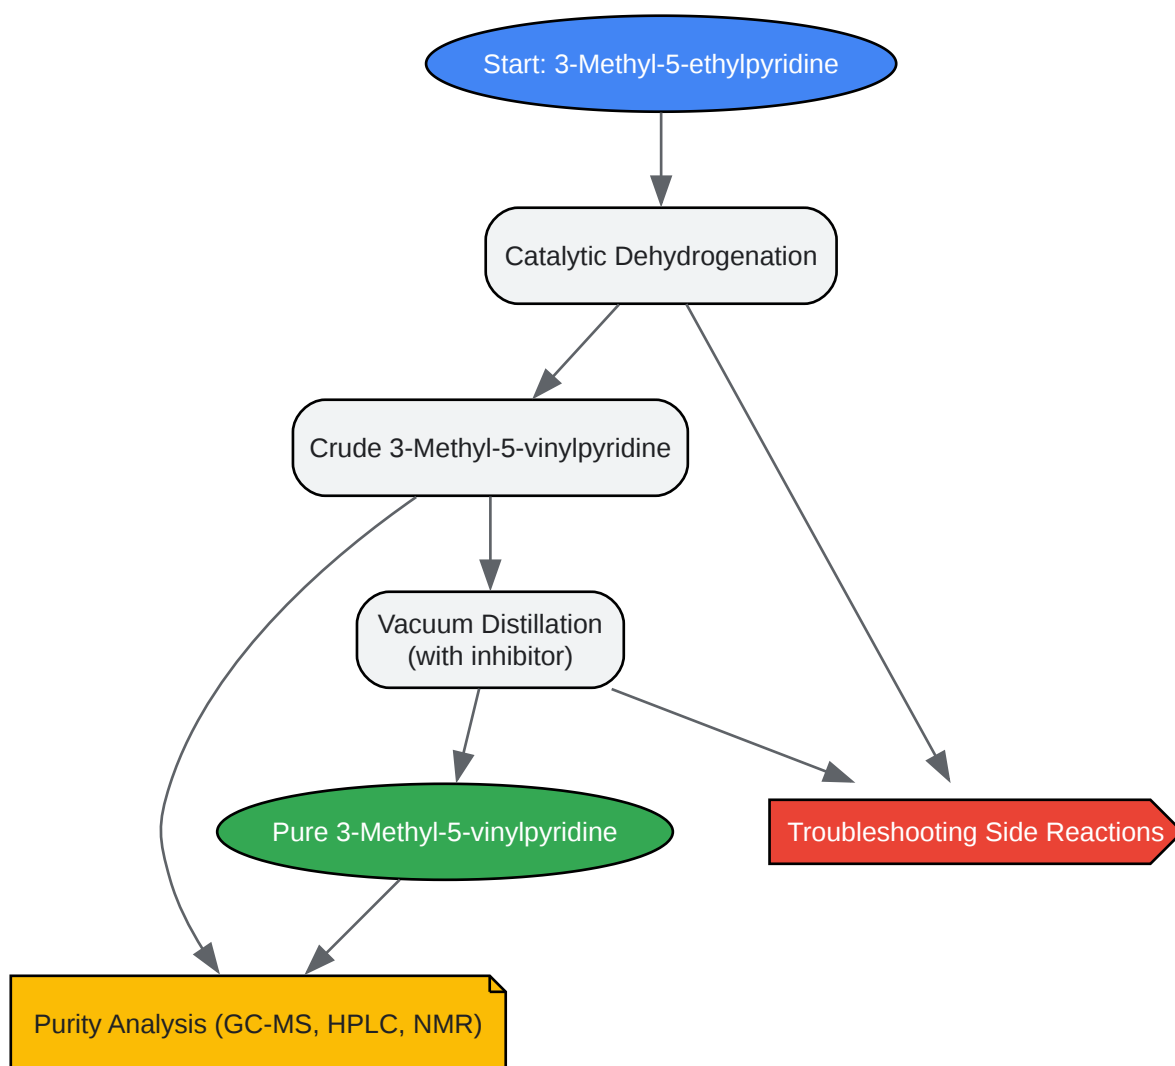 Start: 3-Methyl-5-ethylpyridine
Catalytic Dehydrogenation
Crude 3-Methyl-5-vinylpyridine
Vacuum Distillation
(with inhibitor)
Pure 3-Methyl-5-vinylpyridine
Troubleshooting Side Reactions
Purity Analysis (GC-MS, HPLC, NMR)